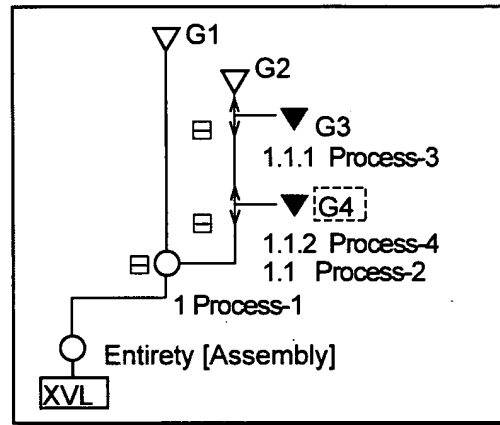 G1
G2
G3
1.1.1 Process-3
G4
1.1.2 Process-4
1.1 Process-2
1 Process-1
Entirety [Assembly]
XVL